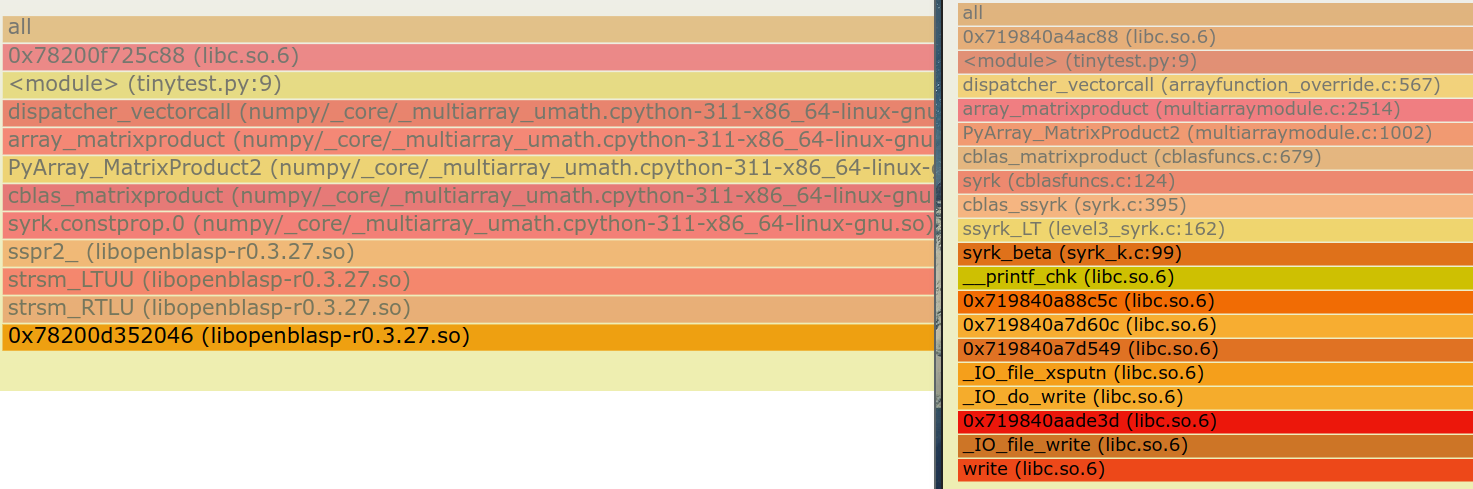 all
0x78200f725c88 (libc.so.6)
<module> (tinytest.py:9)
dispatcher_vectorcall (numpy/_core/_multiarray_umath.cpython-311-x86_64-linux-gnu
array_matrixproduct (numpy/_core/_multiarray_umath.cpython-311-x86_64-linux-gnu
PyArray_MatrixProduct2 (numpy/_core/_multiarray_umath.cpython-311-x86_64-linux-g
cblas_matrixproduct (numpy/_core/_multiarray_umath.cpython-311-x86_64-linux-gnu
syrk.constprop.0 (numpy/_core/_multiarray_umath.cpython-311-x86_64-linux-gnu.so)
sspr2_ (libopenblasp-r0.3.27.so)
strsm_LTUU (libopenblasp-r0.3.27.so)
strsm_RTLU (libopenblasp-r0.3.27.so)
0x78200d352046 (libopenblasp-r0.3.27.so)
all
0x719840a4ac88 (libc.so.6)
<module> (tinytest.py:9)
dispatcher_vectorcall (arrayfunction_override.c:567)
array_matrixproduct (multiarraymodule.c:2514)
PyArray_MatrixProduct2 (multiarraymodule.c:1002)
cblas_matrixproduct (cblasfuncs.c:679)
syrk (cblasfuncs.c:124)
cblas_ssyrk (syrk.c:395)
ssyrk_LT (level3_syrk.c:162)
syrk_beta (syrk_k.c:99)
__printf_chk (libc.so.6)
0x719840a88c5c (libc.so.6)
0x719840a7d60c (libc.so.6)
0x719840a7d549 (libc.so.6)
_IO_file_xsputn (libc.so.6)
_IO_do_write (libc.so.6)
0x719840aade3d (libc.so.6)
_IO_file_write (libc.so.6)
write (libc.so.6)